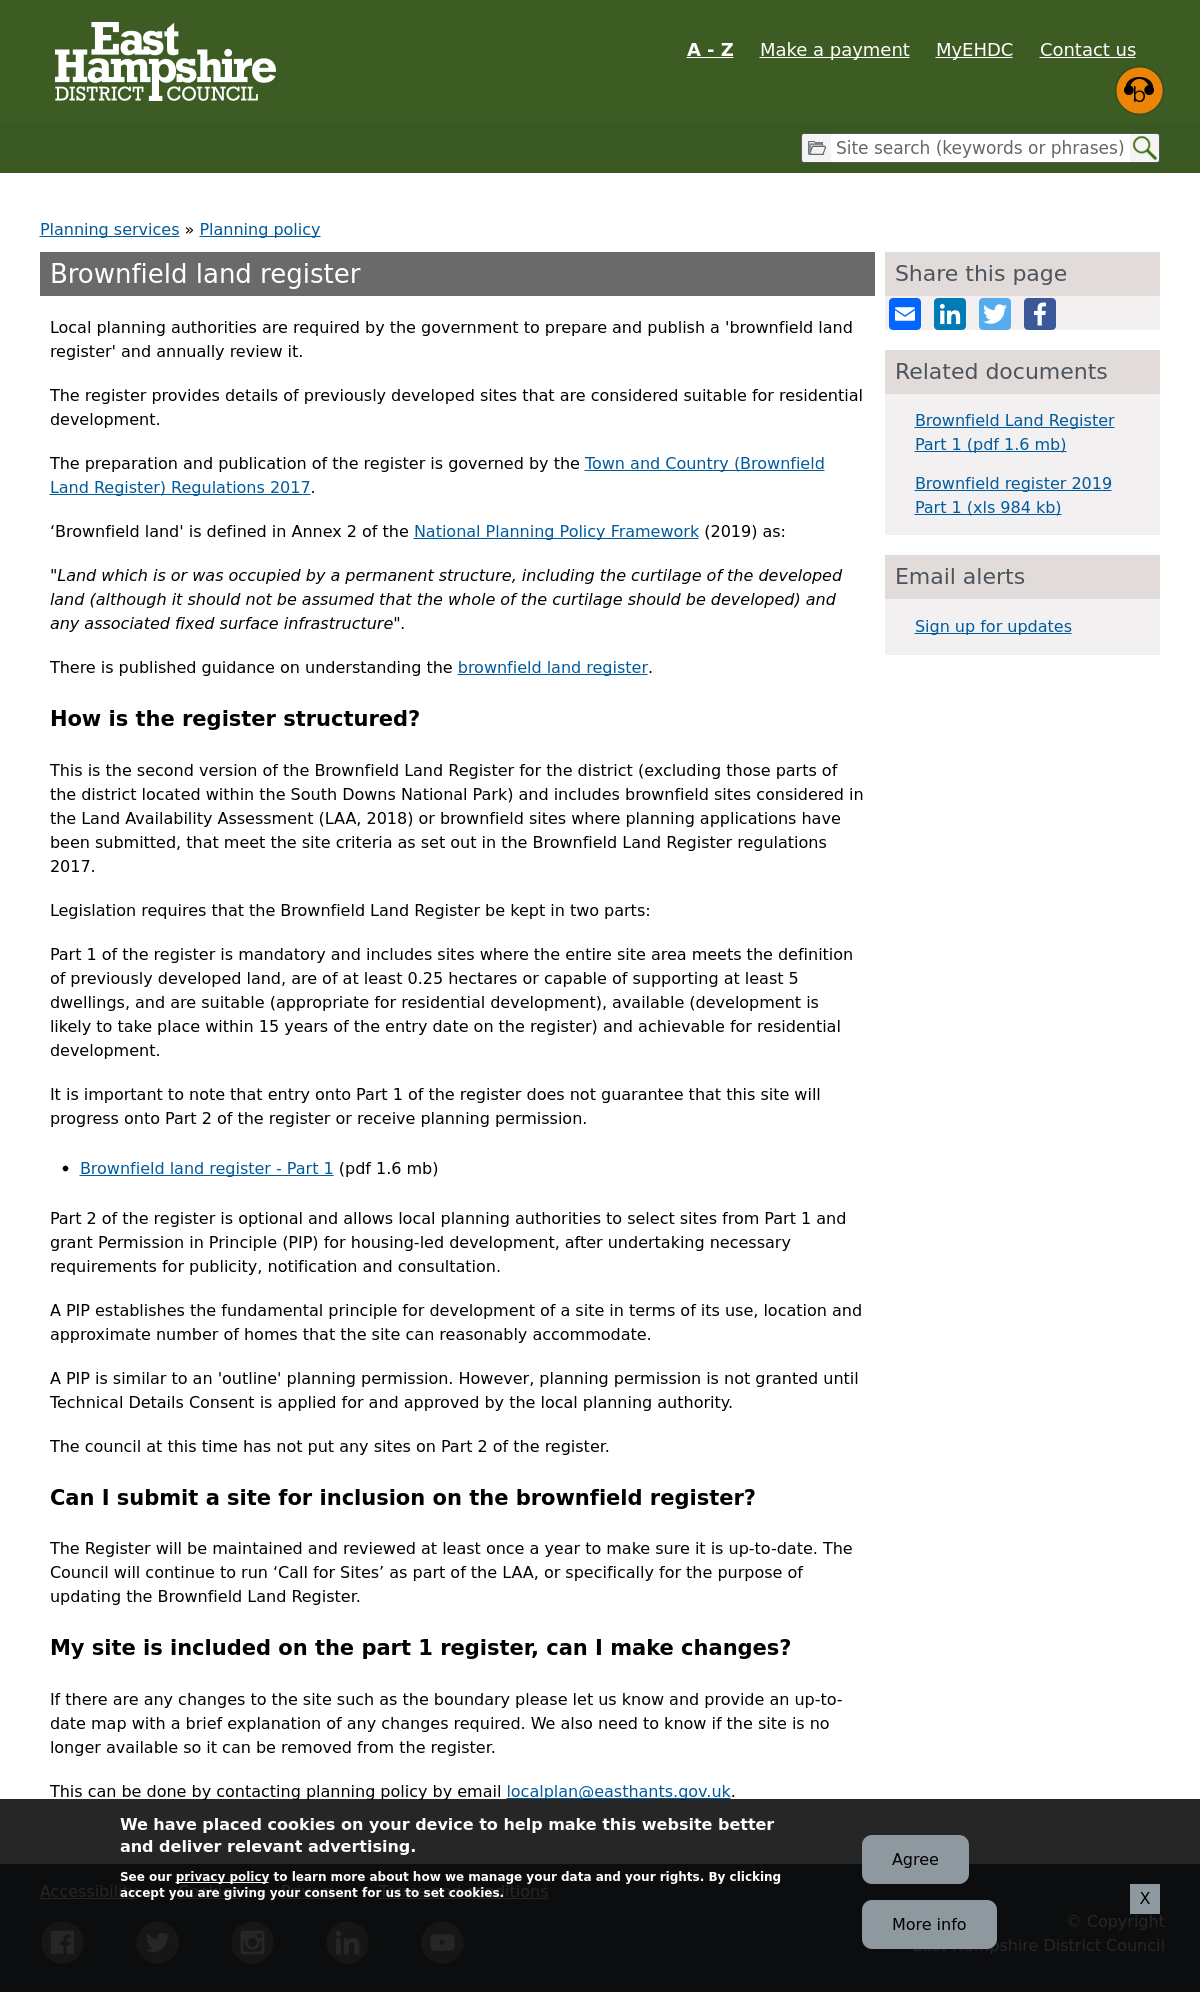 East
Hampshire
DISTRICT COUNCIL
A - Z Make a payment MyEHDC Contact us
b
Site search (keywords or phrases)
Planning services » Planning policy
Brownfield land register
Local planning authorities are required by the government to prepare and publish a 'brownfield land
register' and annually review it.
The register provides details of previously developed sites that are considered suitable for residential
development.
The preparation and publication of the register is governed by the Town and Country (Brownfield
Land Register) Regulations 2017.
‘Brownfield land' is defined in Annex 2 of the National Planning Policy Framework (2019) as:
"Land which is or was occupied by a permanent structure, including the curtilage of the developed
land (although it should not be assumed that the whole of the curtilage should be developed) and
any associated fixed surface infrastructure".
There is published guidance on understanding the brownfield land register.
How is the register structured?
This is the second version of the Brownfield Land Register for the district (excluding those parts of
the district located within the South Downs National Park) and includes brownfield sites considered in
the Land Availability Assessment (LAA, 2018) or brownfield sites where planning applications have
been submitted, that meet the site criteria as set out in the Brownfield Land Register regulations
2017.
Legislation requires that the Brownfield Land Register be kept in two parts:
Part 1 of the register is mandatory and includes sites where the entire site area meets the definition
of previously developed land, are of at least 0.25 hectares or capable of supporting at least 5
dwellings, and are suitable (appropriate for residential development), available (development is
likely to take place within 15 years of the entry date on the register) and achievable for residential
development.
It is important to note that entry onto Part 1 of the register does not guarantee that this site will
progress onto Part 2 of the register or receive planning permission.
• Brownfield land register - Part 1 (pdf 1.6 mb)
Part 2 of the register is optional and allows local planning authorities to select sites from Part 1 and
grant Permission in Principle (PIP) for housing-led development, after undertaking necessary
requirements for publicity, notification and consultation.
A PIP establishes the fundamental principle for development of a site in terms of its use, location and
approximate number of homes that the site can reasonably accommodate.
A PIP is similar to an 'outline' planning permission. However, planning permission is not granted until
Technical Details Consent is applied for and approved by the local planning authority.
The council at this time has not put any sites on Part 2 of the register.
Can I submit a site for inclusion on the brownfield register?
The Register will be maintained and reviewed at least once a year to make sure it is up-to-date. The
Council will continue to run ‘Call for Sites’ as part of the LAA, or specifically for the purpose of
updating the Brownfield Land Register.
My site is included on the part 1 register, can I make changes?
If there are any changes to the site such as the boundary please let us know and provide an up-to-
date map with a brief explanation of any changes required. We also need to know if the site is no
longer available so it can be removed from the register.
This can be done by contacting planning policy by email localplan@easthants.gov.uk.
Share this page
Related documents
Brownfield Land Register
Part 1 (pdf 1.6 mb)
Brownfield register 2019
Part 1 (xls 984 kb)
Email alerts
Sign up for updates
We have placed cookies on your device to help make this website better
and deliver relevant advertising.
See our privacy policy to learn more about how we manage your data and your rights. By clicking
accept you are giving your consent for us to set cookies.
Agree
More info
X
Accessibility
© Copyright
Hampshire District Council